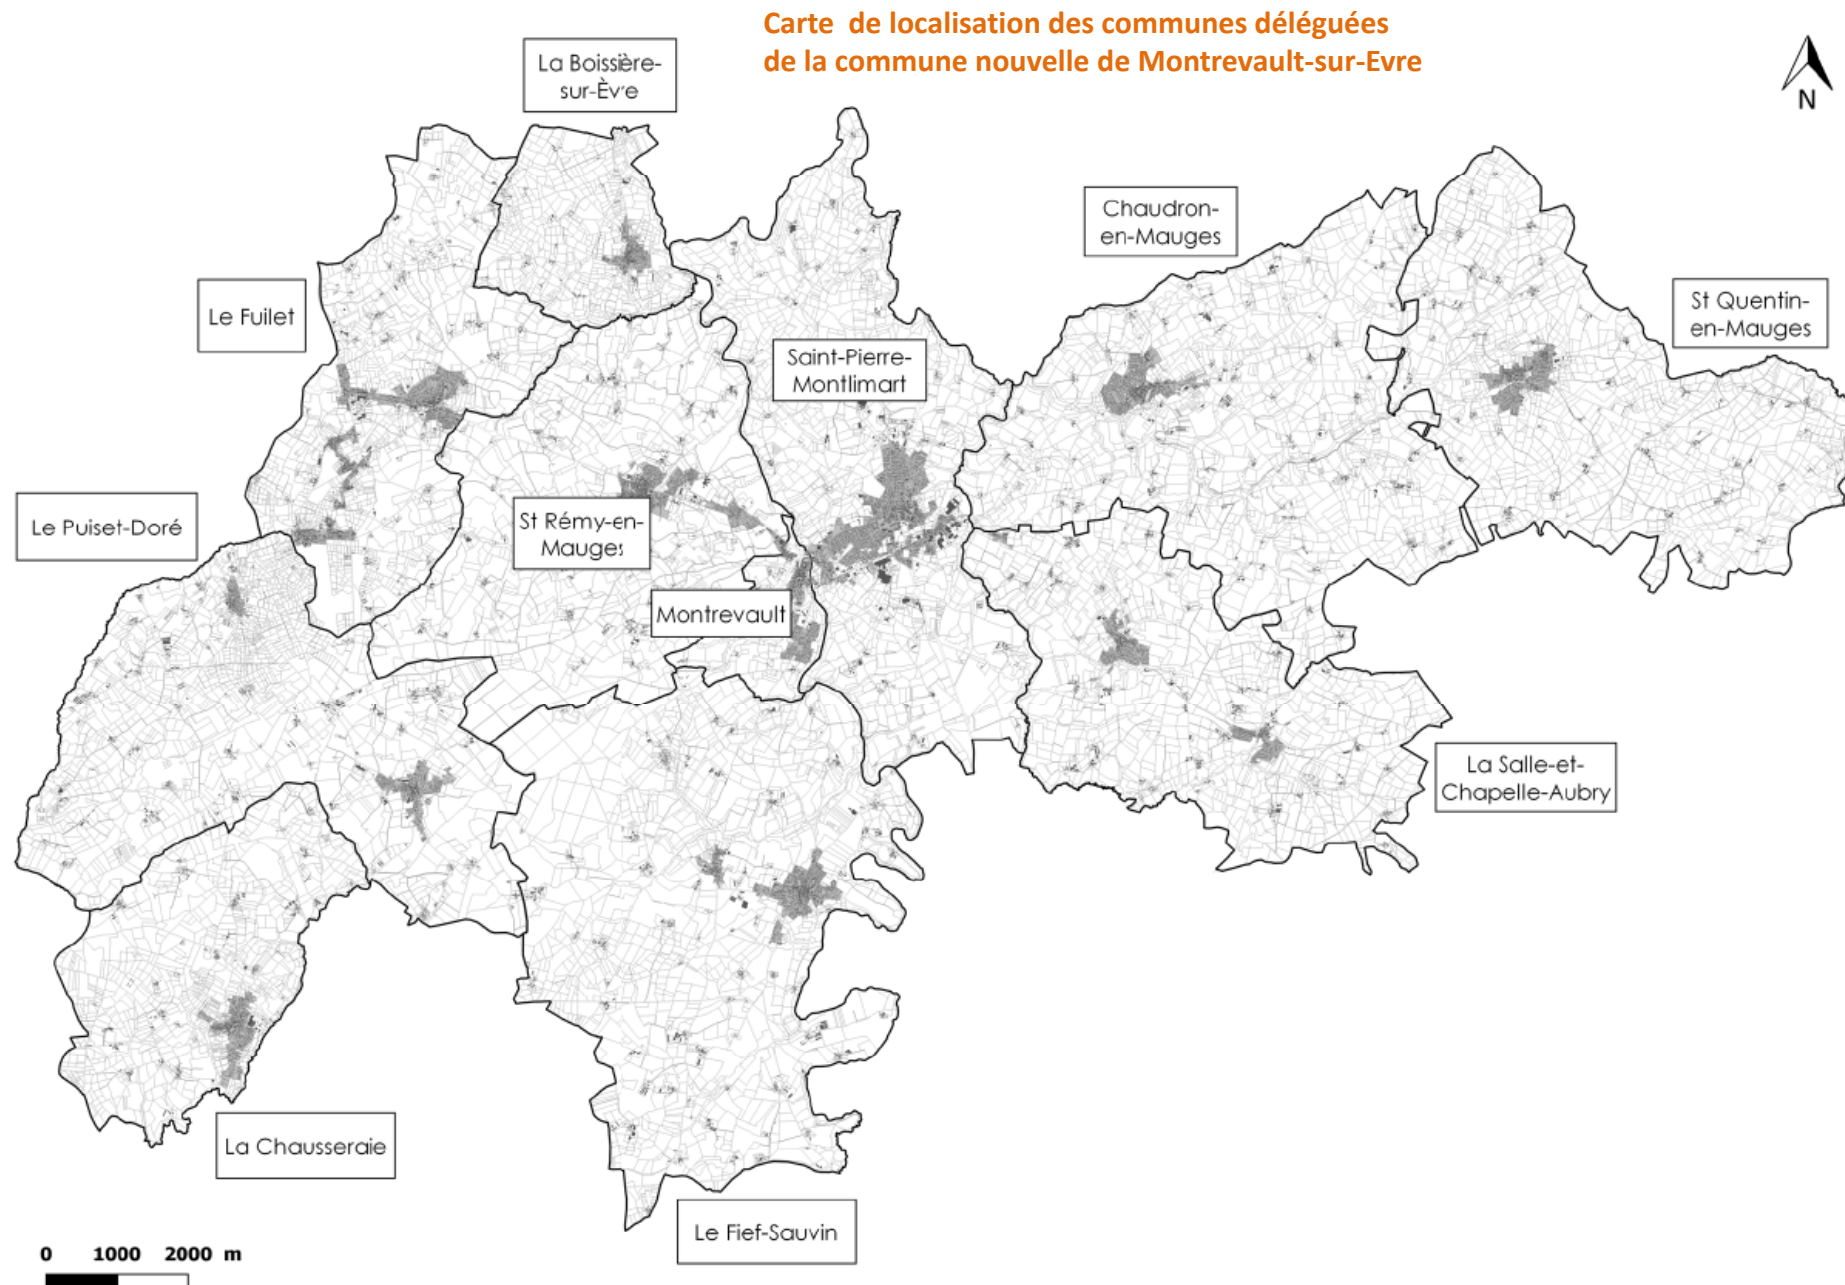 Carte de localisation des communes déléguées
de la commune nouvelle de Montrevault-sur-Evre
N
La Boissière-
sur-Èvre
Chaudron-
en-Mauges
Le Fuilet
St Quentin-
en-Mauges
Saint-Pierre-
Montlimart
Le Puiset-Doré
St Rémy-en-
Mauges
Montrevault
La Salle-et-
Chapelle-Aubry
La Chausseraie
Le Fief-Sauvin
0 1000 2000 m